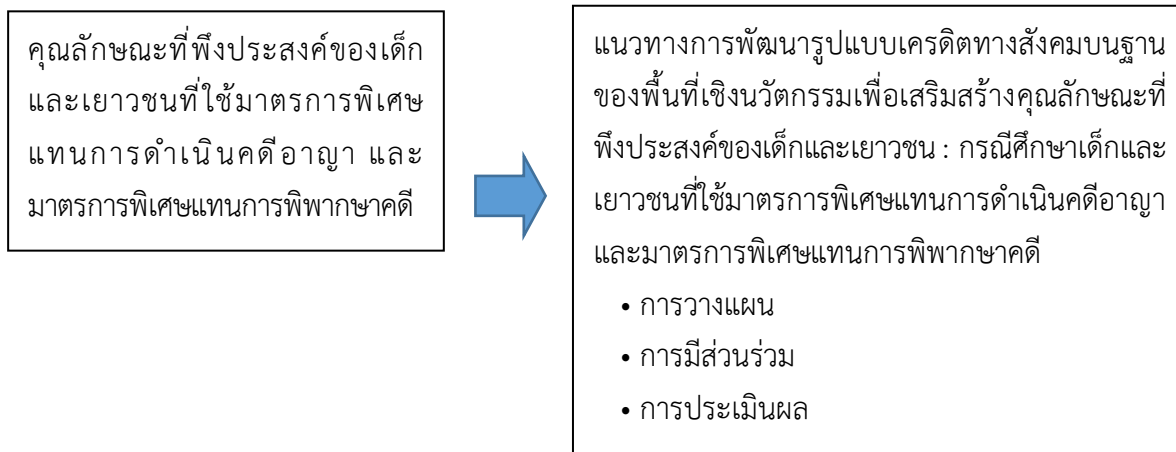 คุณลักษณะที่พึงประสงค์ของเด็ก
และเยาวชนที่ใช้มาตรการพิเศษ
แทนการดำเนินคดีอาญา และ
มาตรการพิเศษแทนการพิพากษาคดี
แนวทางการพัฒนารูปแบบเครดิตทางสังคมบนฐาน
ของพื้นที่เชิงนวัตกรรมเพื่อเสริมสร้างคุณลักษณะที่
พึงประสงค์ของเด็กและเยาวชน : กรณีศึกษาเด็กและ
เยาวชนที่ใช้มาตรการพิเศษแทนการดำเนินคดีอาญา
และมาตรการพิเศษแทนการพิพากษาคดี
• การวางแผน
• การมีส่วนร่วม
• การประเมินผล